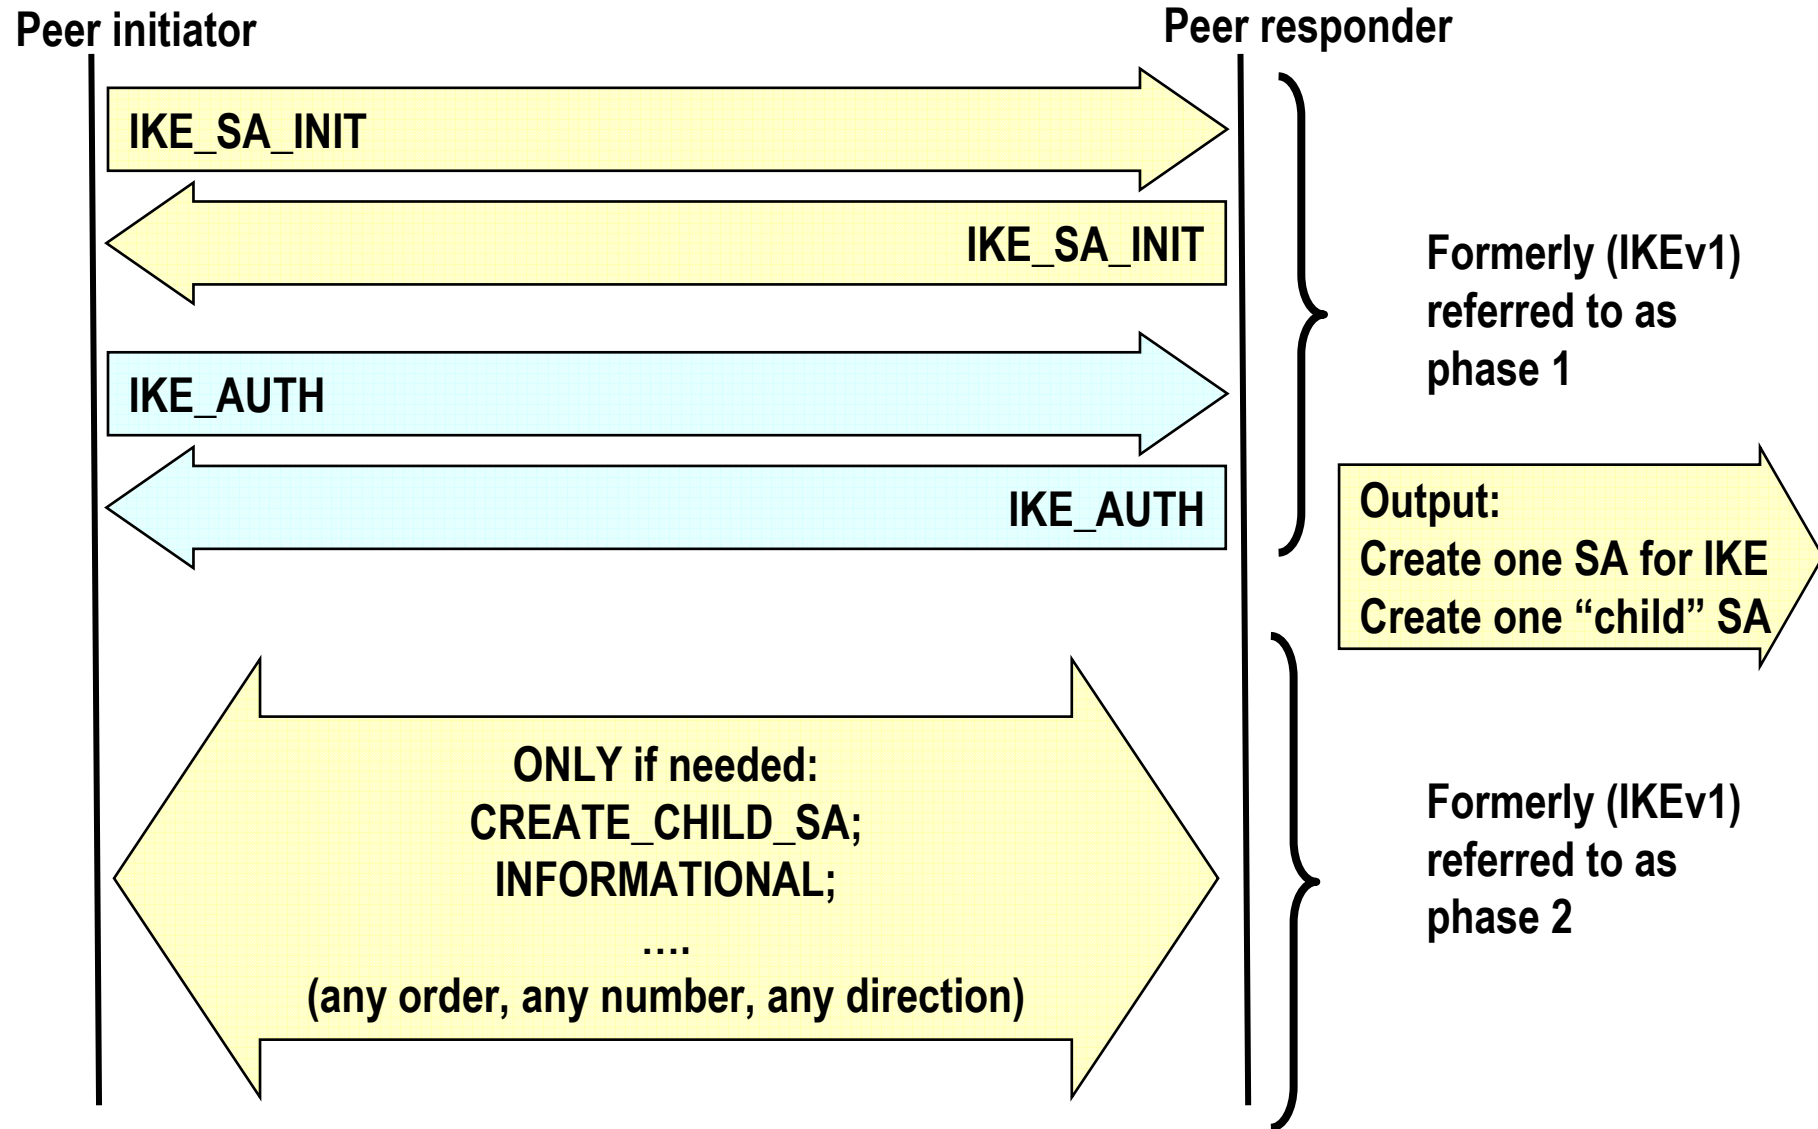 Peer initiator
Peer responder
IKE_SA_INIT
IKE_SA_INIT
Formerly (IKEv1)
referred to as
phase 1
IKE_AUTH
IKE_AUTH
Output:
Create one SA for IKE
Create one “child” SA
ONLY if needed:
CREATE_CHILD_SA;
INFORMATIONAL;
….
(any order, any number, any direction)
Formerly (IKEv1)
referred to as
phase 2